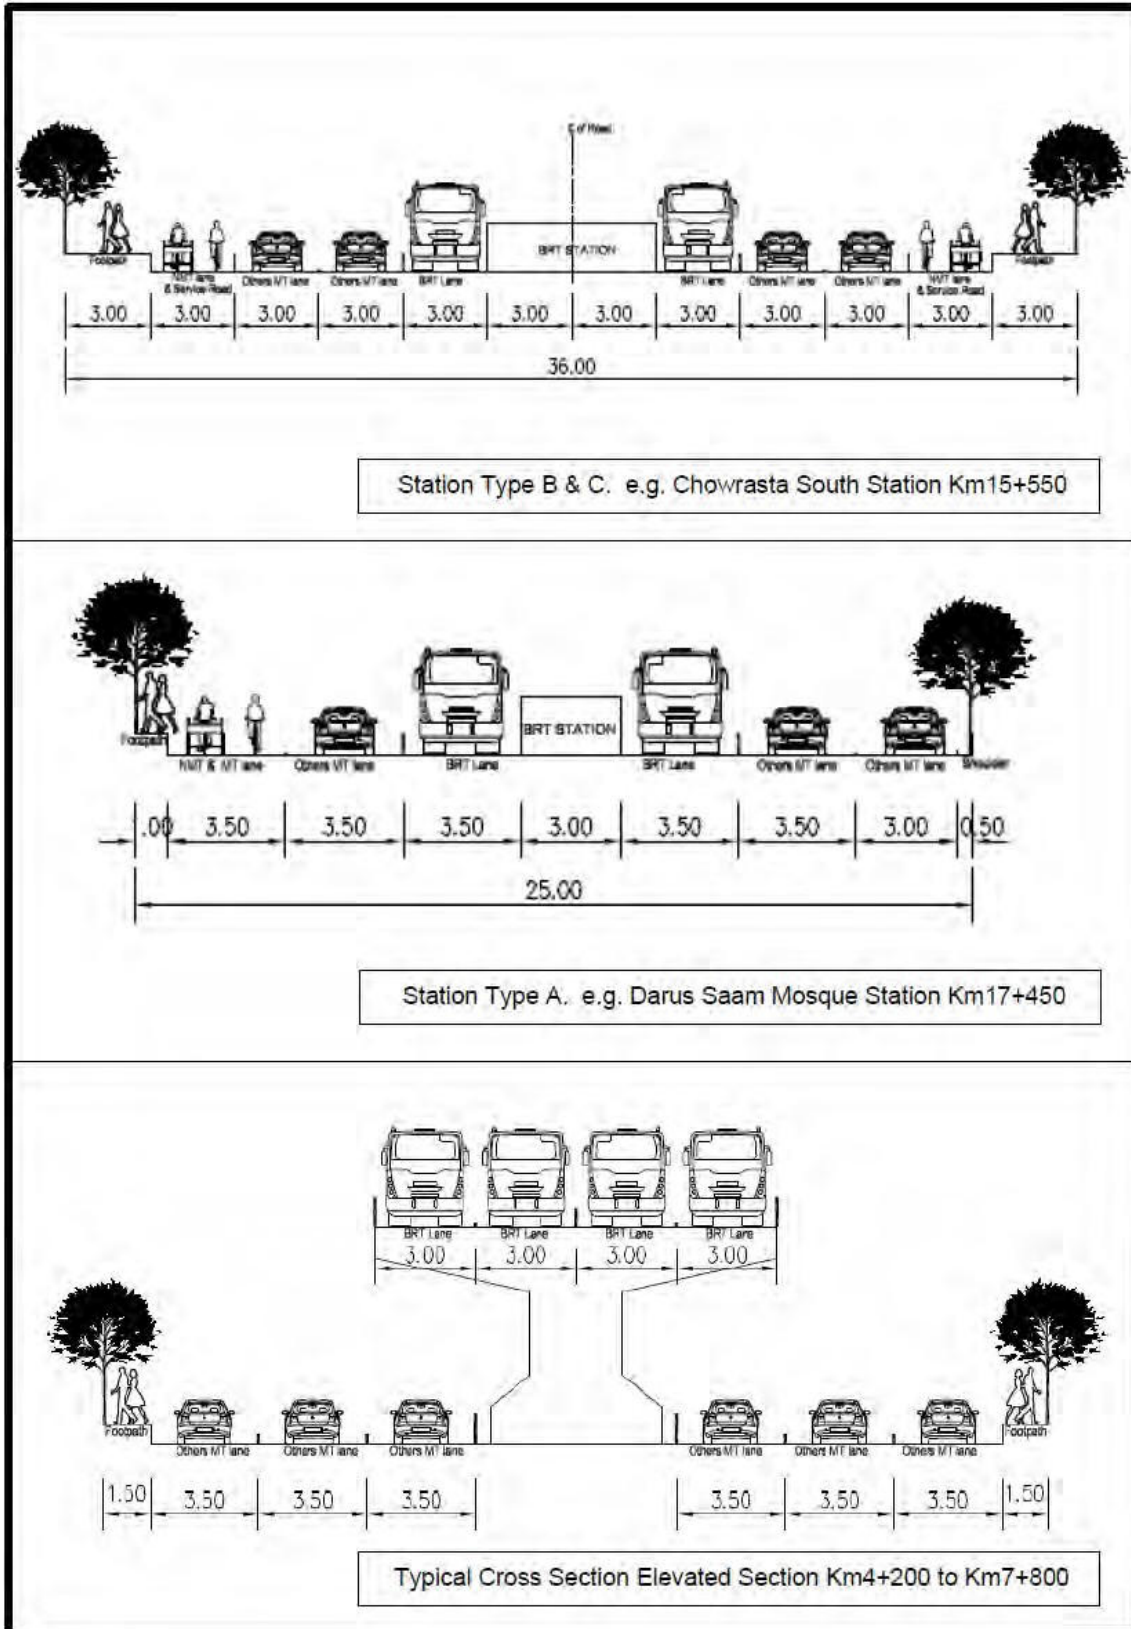 C of Road
BRT STATION
Footpath
NMT lane
& Service Road
Others MT lane
Others MT lane
BRT Lane
BRT Lane
Others MT lane
Others MT lane
NMT lane
& Service Road
Footpath
3.00 3.00 3.00 3.00 3.00 3.00 3.00 3.00 3.00 3.00 3.00 3.00
36.00
Station Type B & C. e.g. Chowrasta South Station Km15+550
BRT STATION
Footpath
NMT & MT lane
Others MT lane
BRT Lane
BRT Lane
Others MT lane
Others MT lane
Shoulder
.00 3.50 3.50 3.50 3.00 3.50 3.50 3.00 0.50
25.00
Station Type A. e.g. Darus Saam Mosque Station Km17+450
BRT Lane BRT Lane BRT Lane BRT Lane
3.00 3.00 3.00 3.00
Footpath
Others MT lane
Others MT lane
Others MT lane
Others MT lane
Others MT lane
Others MT lane
Footpath
1.50 3.50 3.50 3.50 3.50 3.50 3.50 1.50
Typical Cross Section Elevated Section Km4+200 to Km7+800